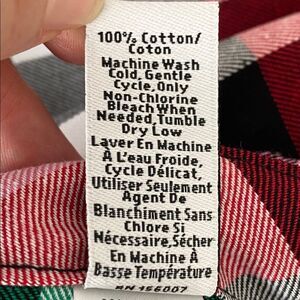 100% Cotton/
Coton
Machine Wash
Cold, Gentle
Cycle,Only
Non-Chlorine
Bleach When
Needed,Tumble
Dry Low
Laver En Machine
À L'eau Froide,
Cycle Délicat,
Utiliser Seulement
Agent De
Blanchiment Sans
Chlore Si
Nécessaire,Sécher
En Machine À
Basse Température
RN 156007